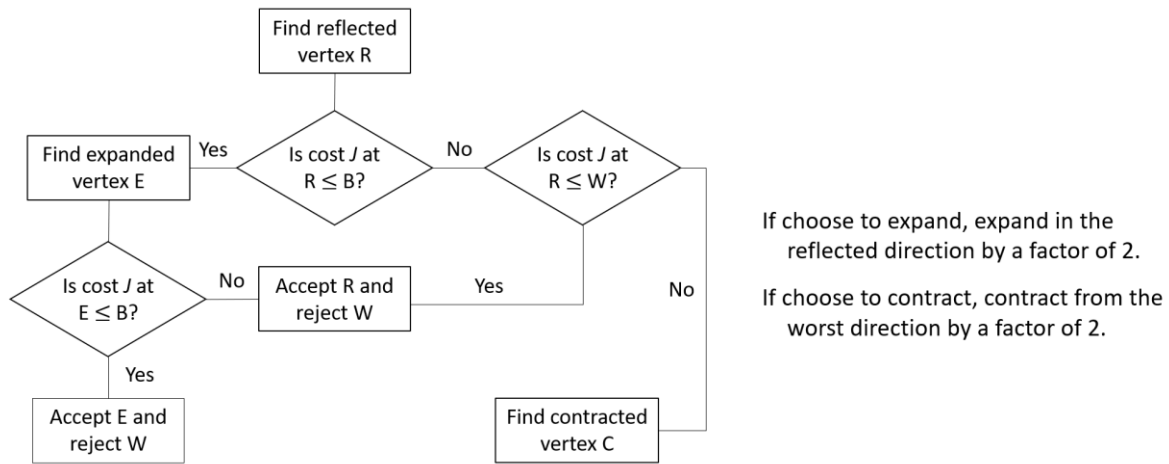 Find reflected
vertex R
Find expanded
vertex E
Yes
Is cost J at
R ≤ B?
No
Is cost J at
R ≤ W?
If choose to expand, expand in the
reflected direction by a factor of 2.
Is cost J at
E ≤ B?
No
Accept R and
reject W
Yes
No
If choose to contract, contract from the
worst direction by a factor of 2.
Yes
Accept E and
reject W
Find contracted
vertex C